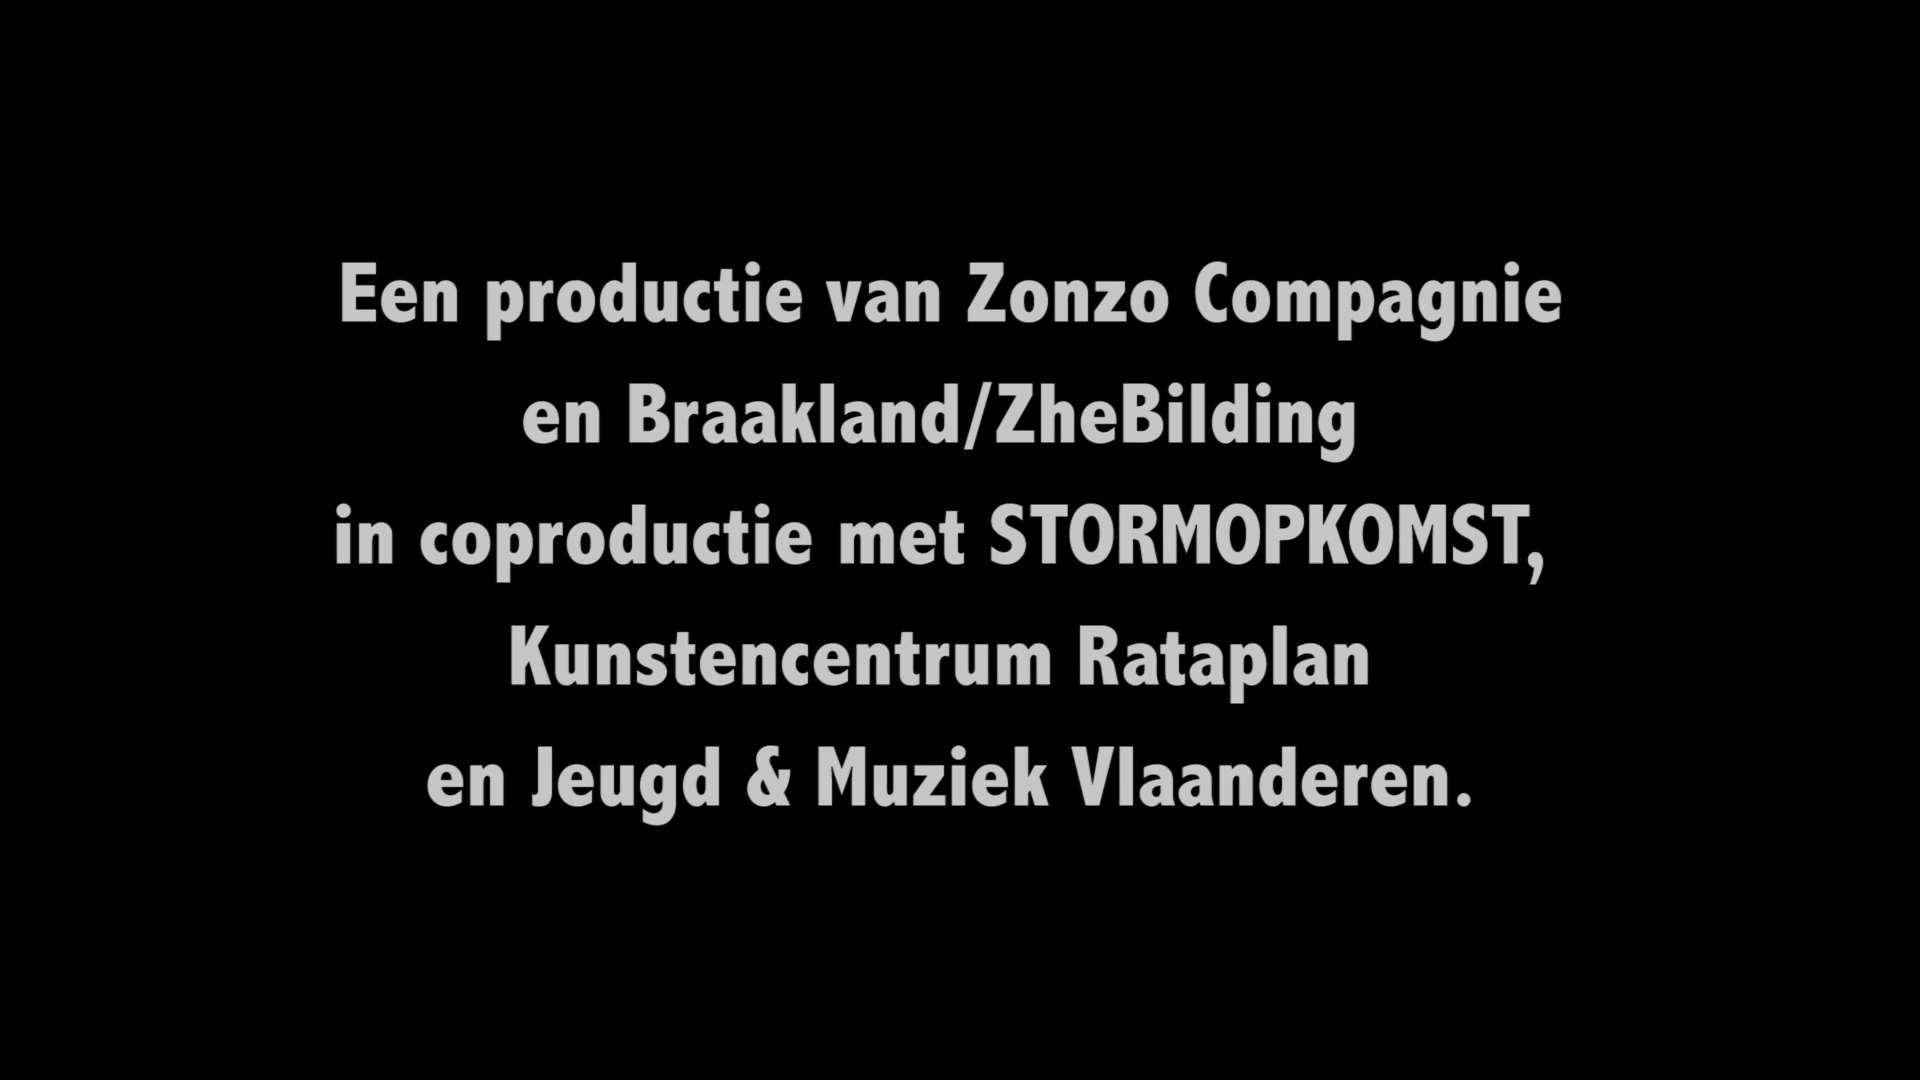 Een productie van Zonzo Compagnie
en Braakland/ZheBilding
in coproductie met STORMOPKOMST,
Kunstencentrum Rataplan
en Jeugd & Muziek Vlaanderen.